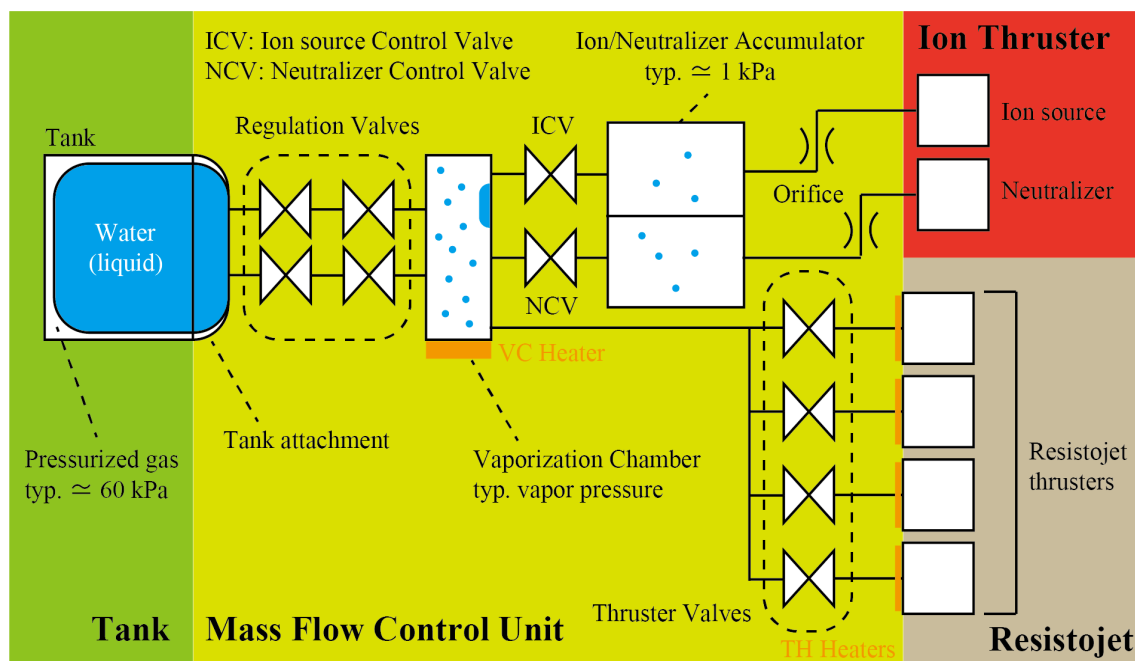 ICV: Ion source Control Valve
NCV: Neutralizer Control Valve
Ion/Neutralizer Accumulator
typ. ≃ 1 kPa
Ion Thruster
Tank
Regulation Valves
ICV
Ion source
Orifice
Neutralizer
Water
(liquid)
NCV
VC Heater
Tank attachment
Pressurized gas
typ. ≃ 60 kPa
Vaporization Chamber
typ. vapor pressure
Resistojet
thrusters
Thruster Valves
TH Heaters
Tank
Mass Flow Control Unit
Resistojet